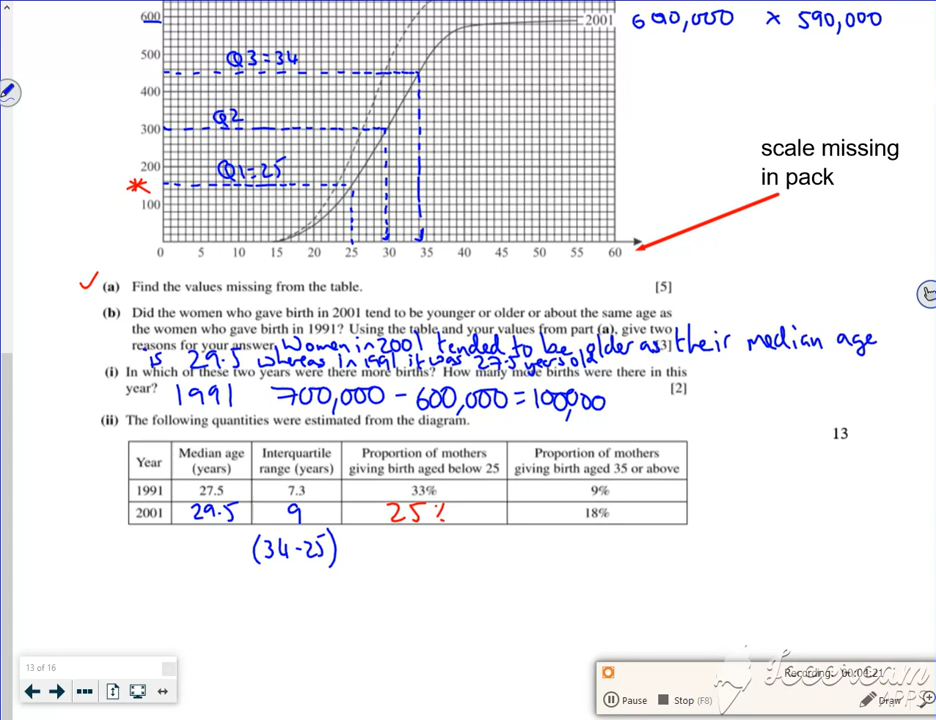 600
2001
600,000 × 590,000
500
Q3=34
400
Q2
300
scale missing
in pack
200
Q1=25
*
100
0 5 10 15 20 25 30 35 40 45 50 55 60
(a) Find the values missing from the table. [5]
(b) Did the women who gave birth in 2001 tend to be younger or older or about the same age as
the women who gave birth in 1991? Using the table and your values from part (a), give two
reasons for your answer. [3]
Women in 2001 tended to be older as their median age
is 29.5 whereas in 1991 it was 27.5 years old
(i) In which of these two years were there more births? How many more births were there in this
year? [2]
1991 700,000 - 600,000 = 100,000
(ii) The following quantities were estimated from the diagram.
13
Year Median age (years) Interquartile range (years) Proportion of mothers giving birth aged below 25 Proportion of mothers giving birth aged 35 or above
1991 27.5 7.3 33% 9%
2001 29.5 9 25% 18%
(34-25)
13 of 16
Recording: 00:04:21
Icecream
APPS
Pause Stop (F8) Draw